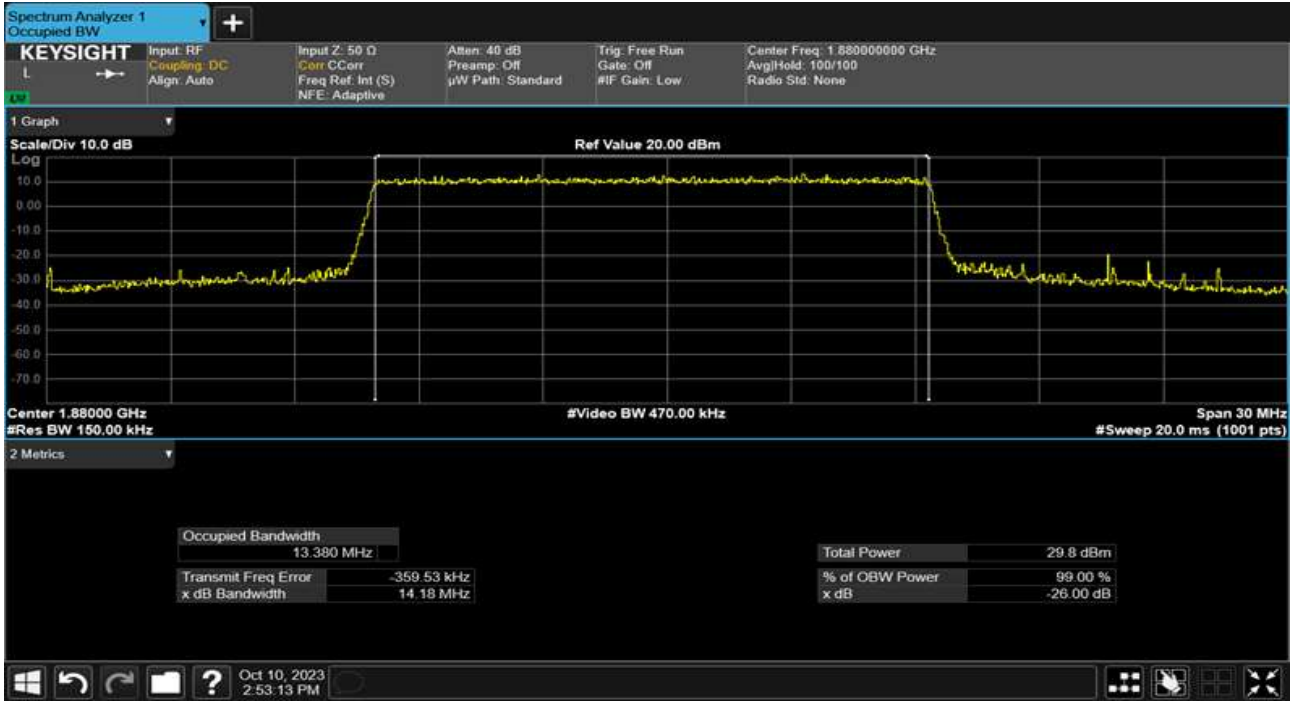 Spectrum Analyzer 1
Occupied BW
+
KEYSIGHT
L
Input: RF
Coupling: DC
Align: Auto
Input Z: 50 Ω
Corr CCorr
Freq Ref: Int (S)
NFE: Adaptive
Atten: 40 dB
Preamp: Off
µW Path: Standard
Trig: Free Run
Gate: Off
#IF Gain: Low
Center Freq: 1.880000000 GHz
Avg|Hold: 100/100
Radio Std: None
1 Graph
Scale/Div 10.0 dB
Ref Value 20.00 dBm
Log
10.0
0.00
-10.0
-20.0
-30.0
-40.0
-50.0
-60.0
-70.0
Center 1.88000 GHz
#Video BW 470.00 kHz
Span 30 MHz
#Res BW 150.00 kHz
#Sweep 20.0 ms (1001 pts)
2 Metrics
Occupied Bandwidth
13.380 MHz
Total Power 29.8 dBm
Transmit Freq Error -359.53 kHz
% of OBW Power 99.00 %
x dB Bandwidth 14.18 MHz
x dB -26.00 dB
?
Oct 10, 2023
2:53:13 PM